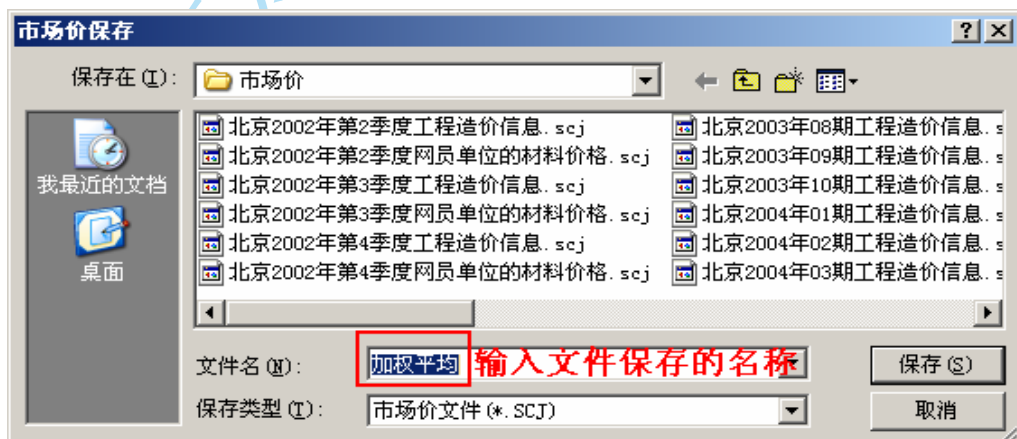 市场价保存
保存在(I):
市场价
我最近的文档
桌面
北京2002年第2季度工程造价信息.scj
北京2002年第2季度网员单位的材料价格.scj
北京2002年第3季度工程造价信息.scj
北京2002年第3季度网员单位的材料价格.scj
北京2002年第4季度工程造价信息.scj
北京2002年第4季度网员单位的材料价格.scj
北京2003年08期工程造价信息.s
北京2003年09期工程造价信息.s
北京2003年10期工程造价信息.s
北京2004年01期工程造价信息.s
北京2004年02期工程造价信息.s
北京2004年03期工程造价信息.s
文件名(N):
加权平均
输入文件保存的名称
保存(S)
保存类型(T):
市场价文件(*.SCJ)
取消